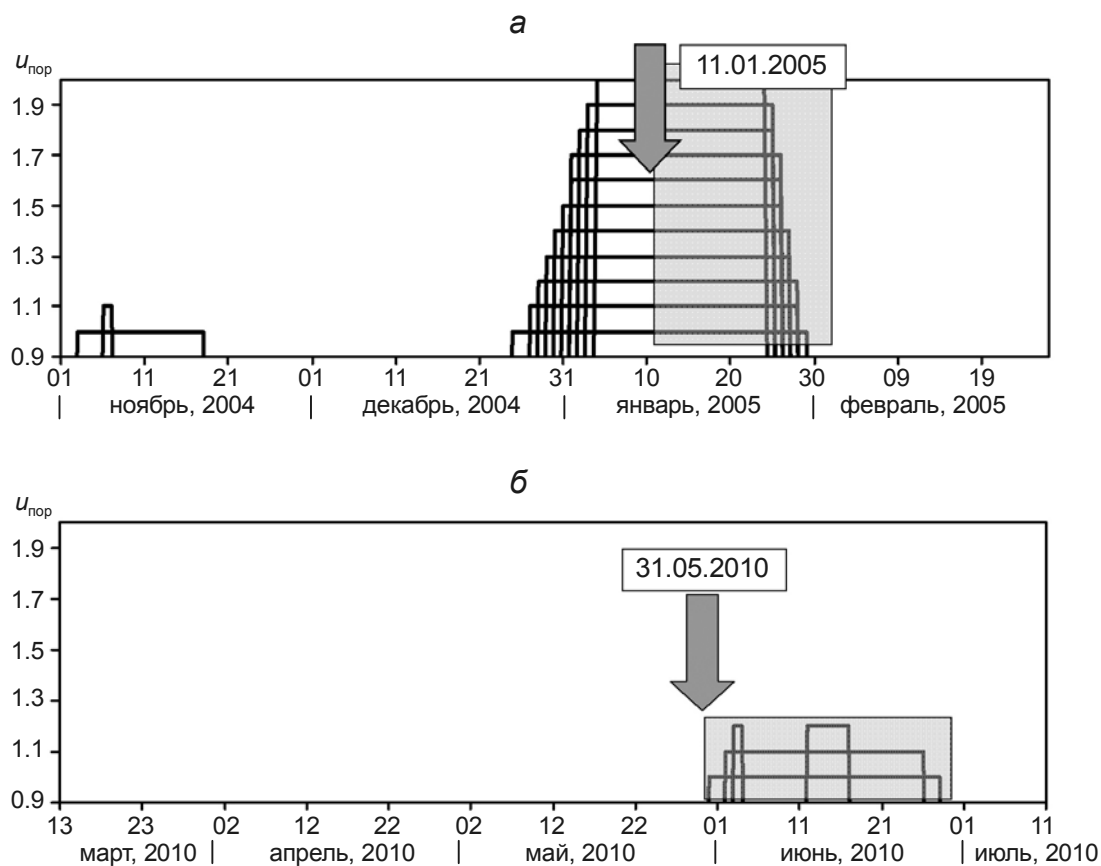 а
uпор
11.01.2005
1.9
1.7
1.5
1.3
1.1
0.9
01 11 21 01 11 21 31 10 20 30 09 19
| ноябрь, 2004 | декабрь, 2004 | январь, 2005 | февраль, 2005
б
uпор
31.05.2010
1.9
1.7
1.5
1.3
1.1
0.9
13 23 02 12 22 02 12 22 01 11 21 01 11
март, 2010 | апрель, 2010 | май, 2010 | июнь, 2010 | июль, 2010